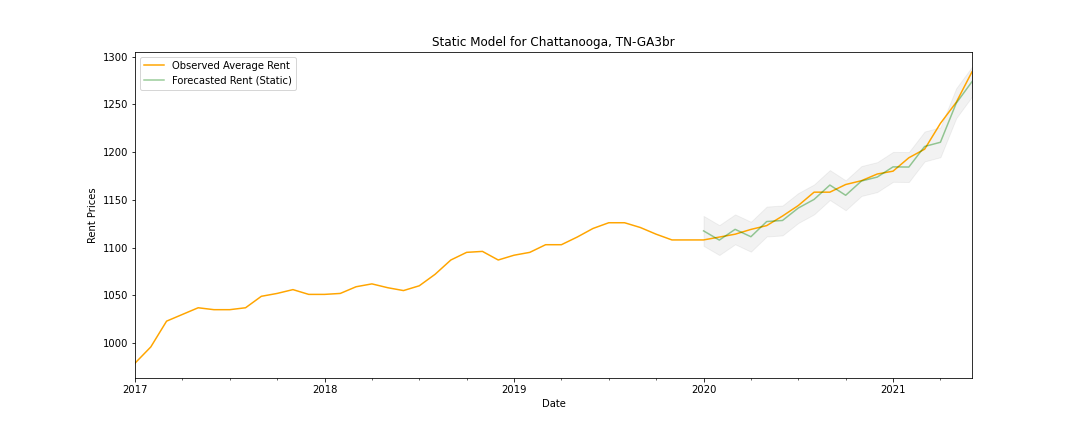 Static Model for Chattanooga, TN-GA3br
Observed Average Rent
Forecasted Rent (Static)
1300
1250
1200
1150
1100
1050
1000
Rent Prices
2017
2018
2019
2020
2021
Date